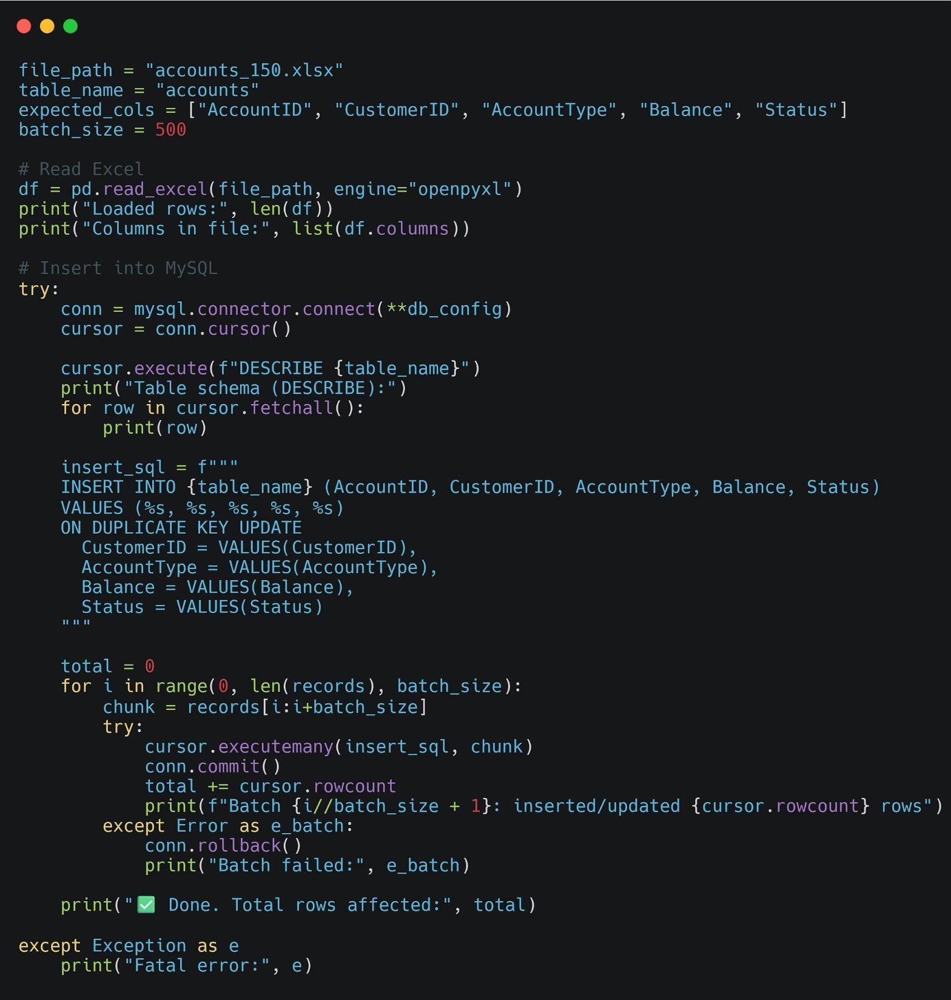 file_path = "accounts_150.xlsx"
table_name = "accounts"
expected_cols = ["AccountID", "CustomerID", "AccountType", "Balance", "Status"]
batch_size = 500

# Read Excel
df = pd.read_excel(file_path, engine="openpyxl")
print("Loaded rows:", len(df))
print("Columns in file:", list(df.columns))

# Insert into MySQL
try:
    conn = mysql.connector.connect(**db_config)
    cursor = conn.cursor()

    cursor.execute(f"DESCRIBE {table_name}")
    print("Table schema (DESCRIBE):")
    for row in cursor.fetchall():
        print(row)

    insert_sql = f"""
    INSERT INTO {table_name} (AccountID, CustomerID, AccountType, Balance, Status)
    VALUES (%s, %s, %s, %s, %s)
    ON DUPLICATE KEY UPDATE
      CustomerID = VALUES(CustomerID),
      AccountType = VALUES(AccountType),
      Balance = VALUES(Balance),
      Status = VALUES(Status)
    """

    total = 0
    for i in range(0, len(records), batch_size):
        chunk = records[i:i+batch_size]
        try:
            cursor.executemany(insert_sql, chunk)
            conn.commit()
            total += cursor.rowcount
            print(f"Batch {i//batch_size + 1}: inserted/updated {cursor.rowcount} rows")
        except Error as e_batch:
            conn.rollback()
            print("Batch failed:", e_batch)

    print("✅ Done. Total rows affected:", total)

except Exception as e
    print("Fatal error:", e)